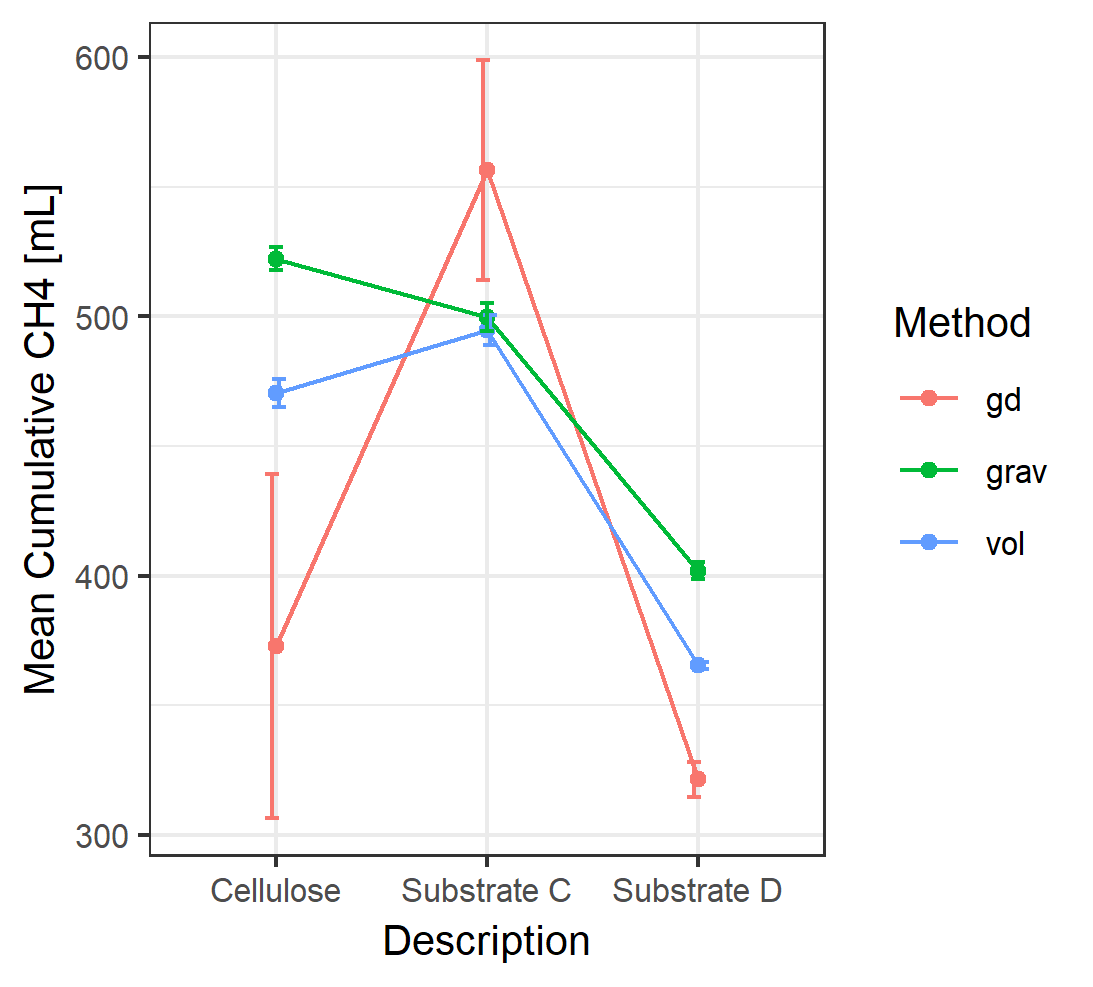 Mean Cumulative CH4 [mL]
600
500
400
300
Cellulose
Substrate C
Substrate D
Description
Method
gd
grav
vol